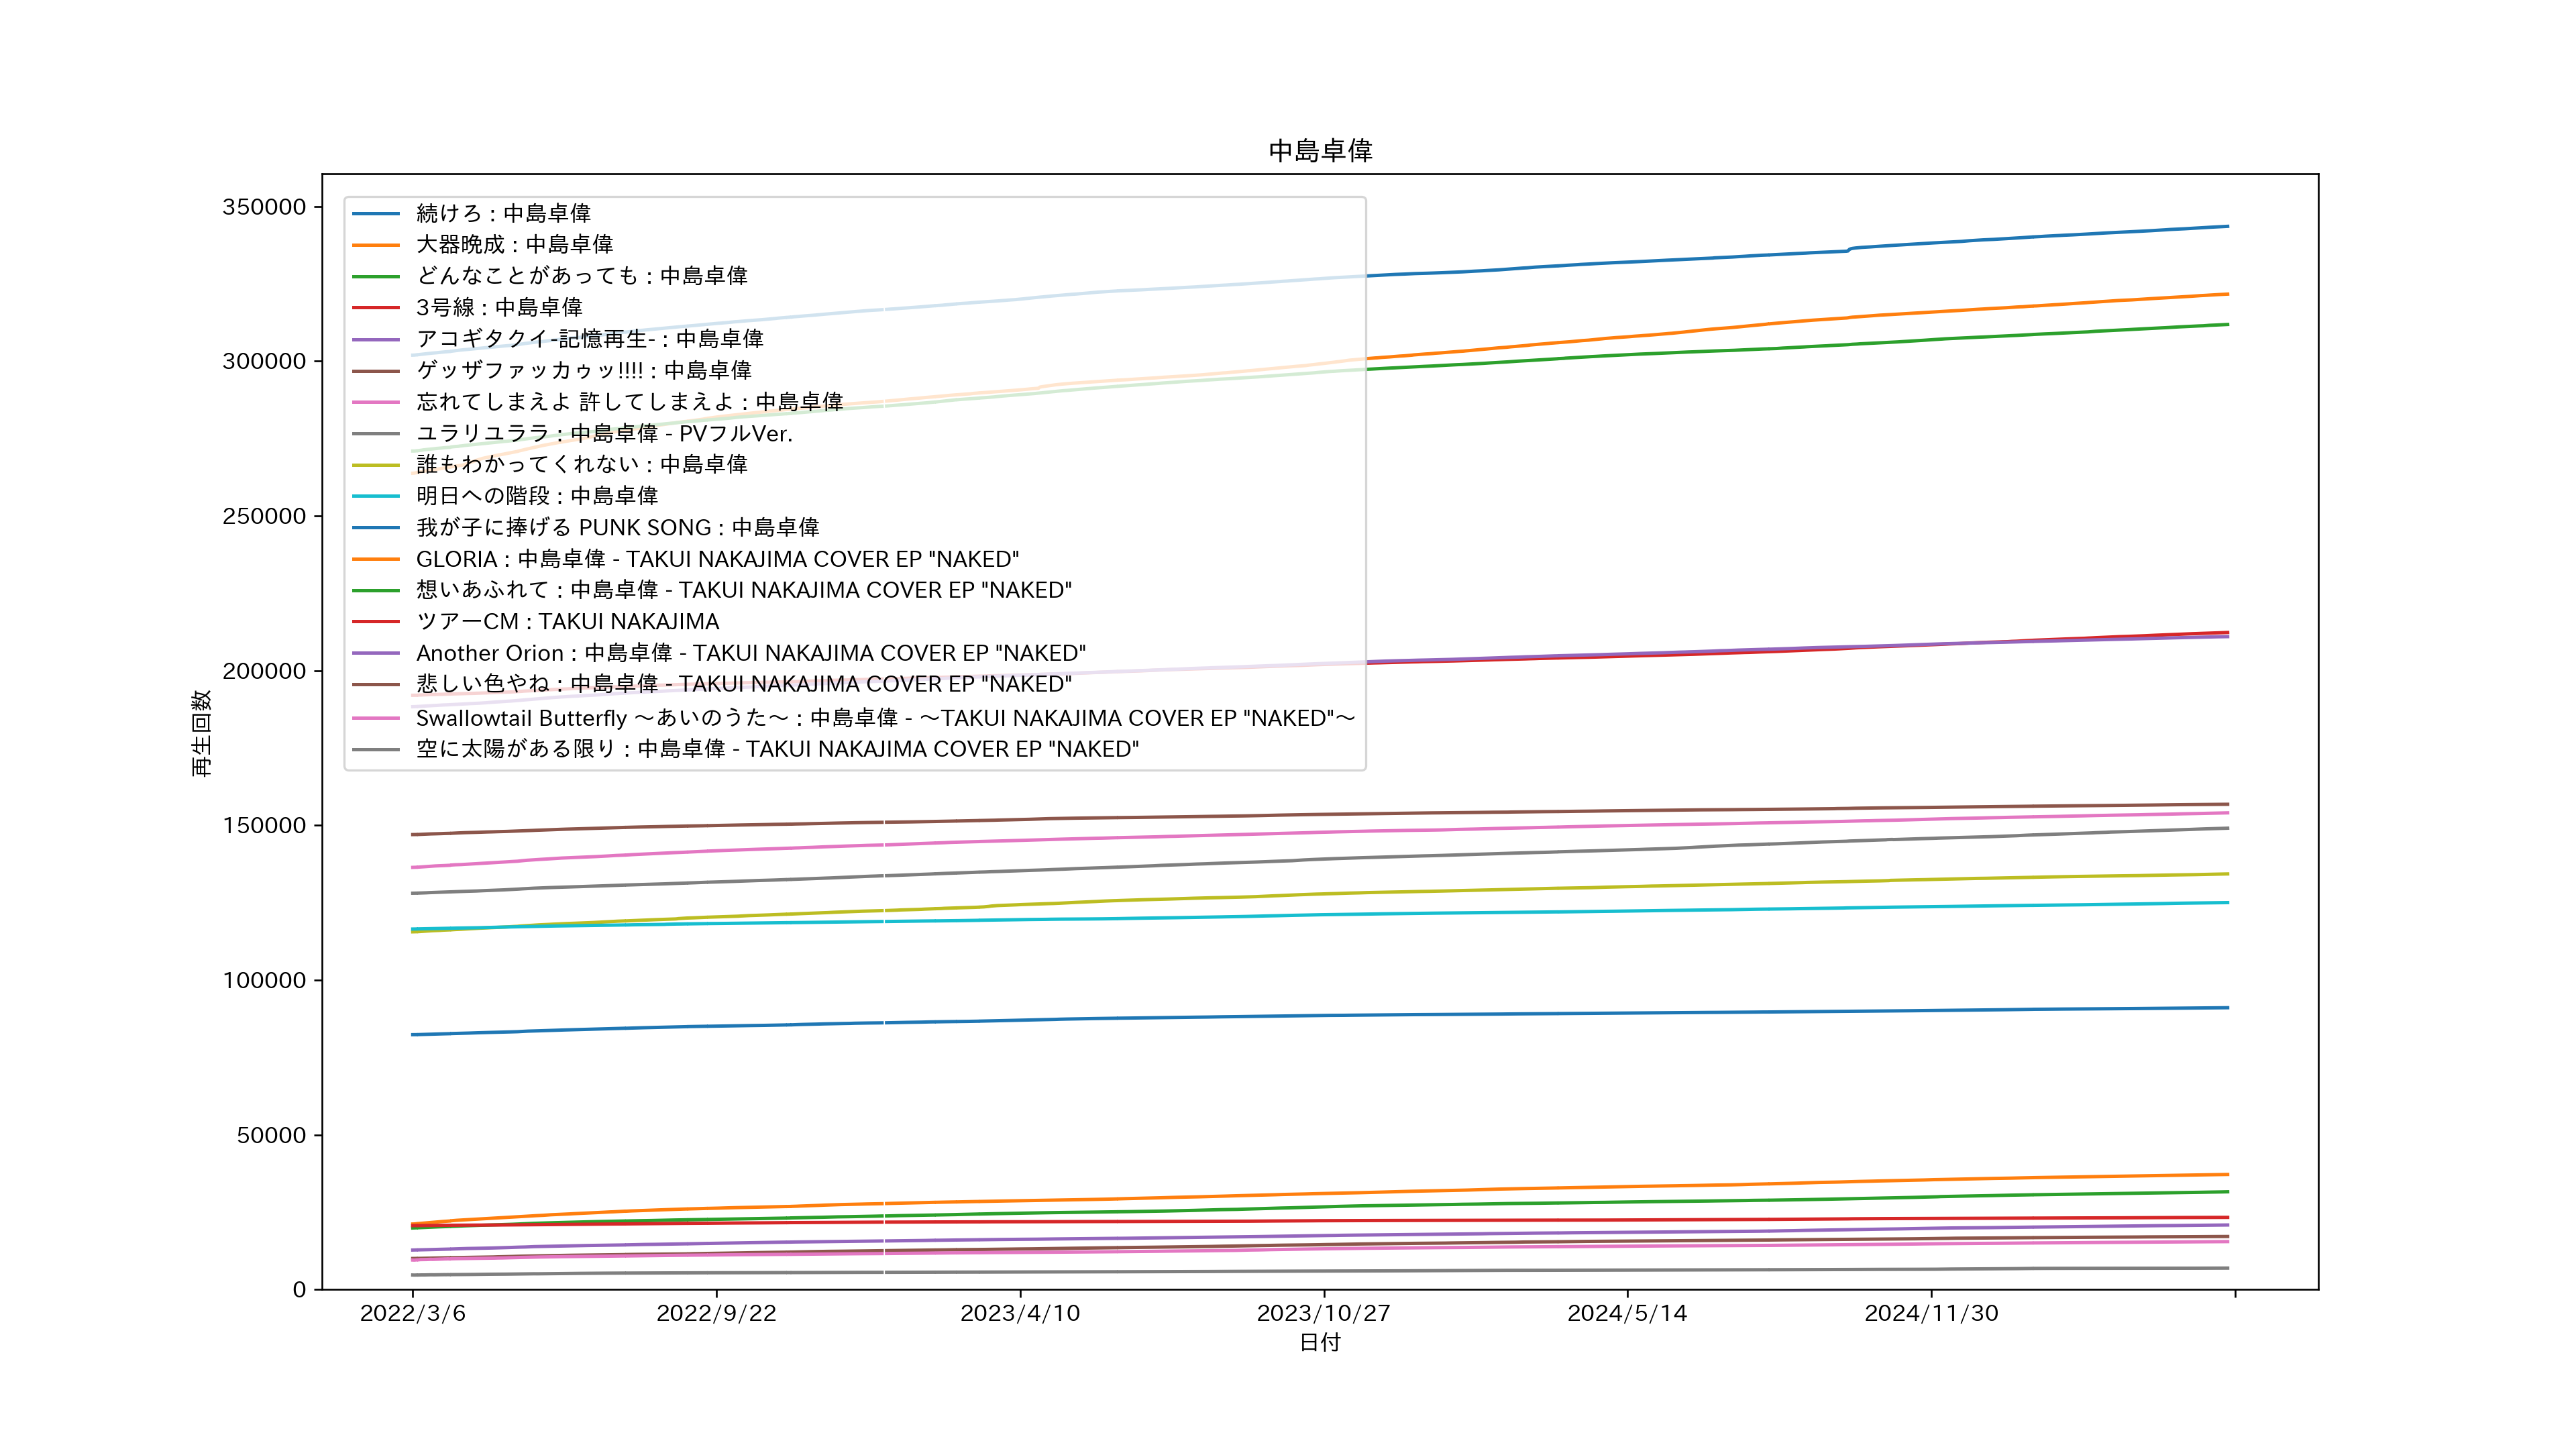 中島卓偉
350000
300000
250000
200000
150000
100000
50000
0
再生回数
続けろ : 中島卓偉
大器晩成 : 中島卓偉
どんなことがあっても : 中島卓偉
3号線 : 中島卓偉
アコギタクイ-記憶再生- : 中島卓偉
ゲッザファッカゥッ!!!! : 中島卓偉
忘れてしまえよ 許してしまえよ : 中島卓偉
ユラリユララ : 中島卓偉 - PVフルVer.
誰もわかってくれない : 中島卓偉
明日への階段 : 中島卓偉
我が子に捧げる PUNK SONG : 中島卓偉
GLORIA : 中島卓偉 - TAKUI NAKAJIMA COVER EP "NAKED"
想いあふれて : 中島卓偉 - TAKUI NAKAJIMA COVER EP "NAKED"
ツアーCM : TAKUI NAKAJIMA
Another Orion : 中島卓偉 - TAKUI NAKAJIMA COVER EP "NAKED"
悲しい色やね : 中島卓偉 - TAKUI NAKAJIMA COVER EP "NAKED"
Swallowtail Butterfly 〜あいのうた〜 : 中島卓偉 - 〜TAKUI NAKAJIMA COVER EP "NAKED"〜
空に太陽がある限り : 中島卓偉 - TAKUI NAKAJIMA COVER EP "NAKED"
2022/3/6 2022/9/22 2023/4/10 2023/10/27 2024/5/14 2024/11/30
日付